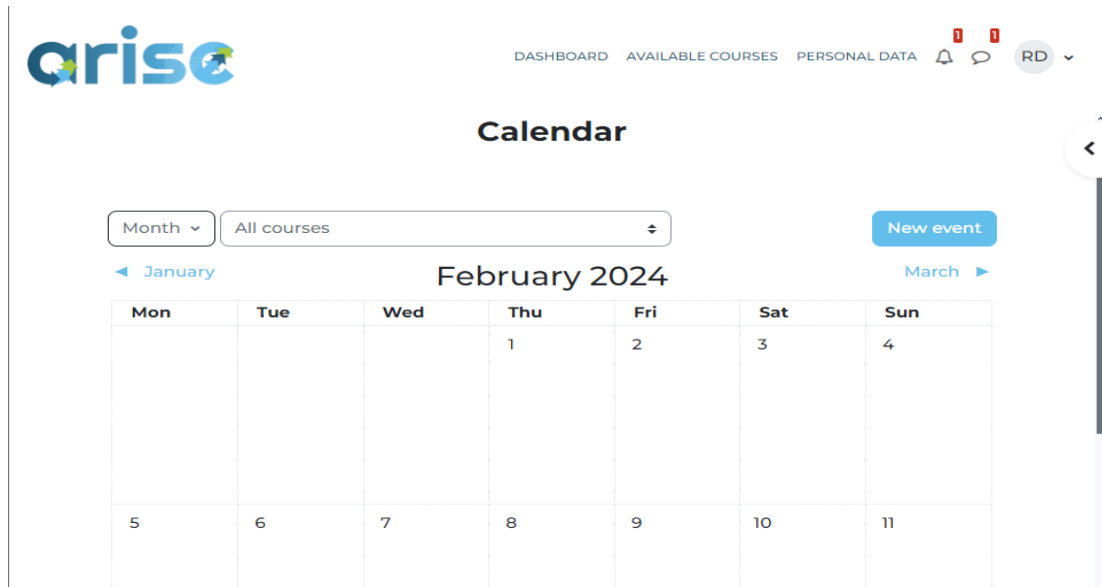 arise
DASHBOARD AVAILABLE COURSES PERSONAL DATA 1 1 RD
Calendar
Month All courses New event
January February 2024 March
Mon Tue Wed Thu Fri Sat Sun
1 2 3 4
5 6 7 8 9 10 11